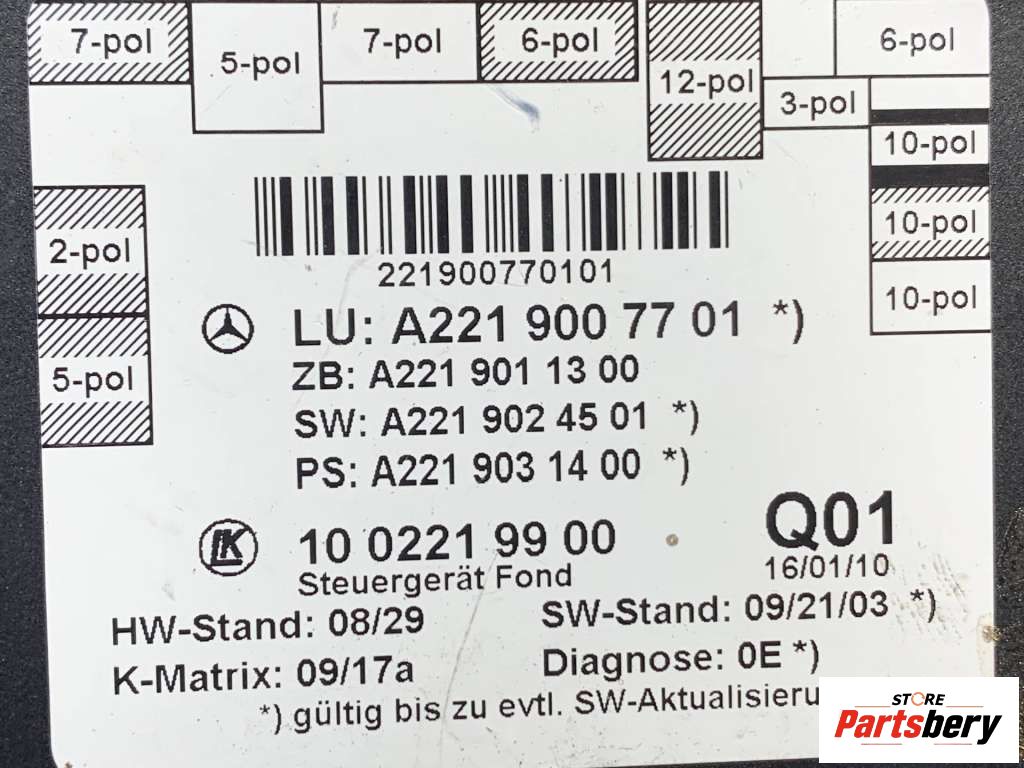 7-pol
5-pol
7-pol
6-pol
12-pol
6-pol
3-pol
10-pol
10-pol
10-pol
2-pol
5-pol
221900770101
LU: A221 900 77 01 *)
ZB: A221 901 13 00
SW: A221 902 45 01 *)
PS: A221 903 14 00 *)
LK 10 0221 99 00
Steuergerät Fond
Q01
16/01/10
HW-Stand: 08/29
SW-Stand: 09/21/03 *)
K-Matrix: 09/17a
Diagnose: 0E *)
*) gültig bis zu evtl.
STORE
Partsbery